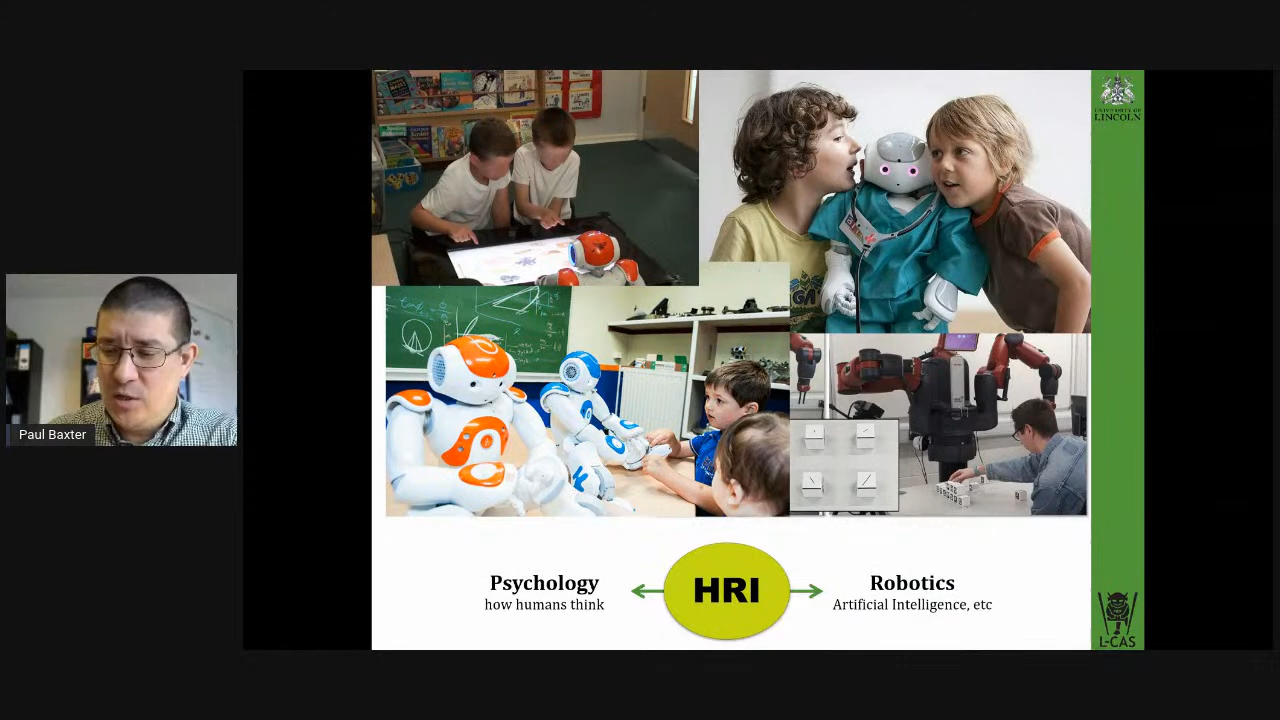 UNIVERSITY OF
LINCOLN
Paul Baxter
Psychology
how humans think
HRI
Robotics
Artificial Intelligence, etc
L-CAS